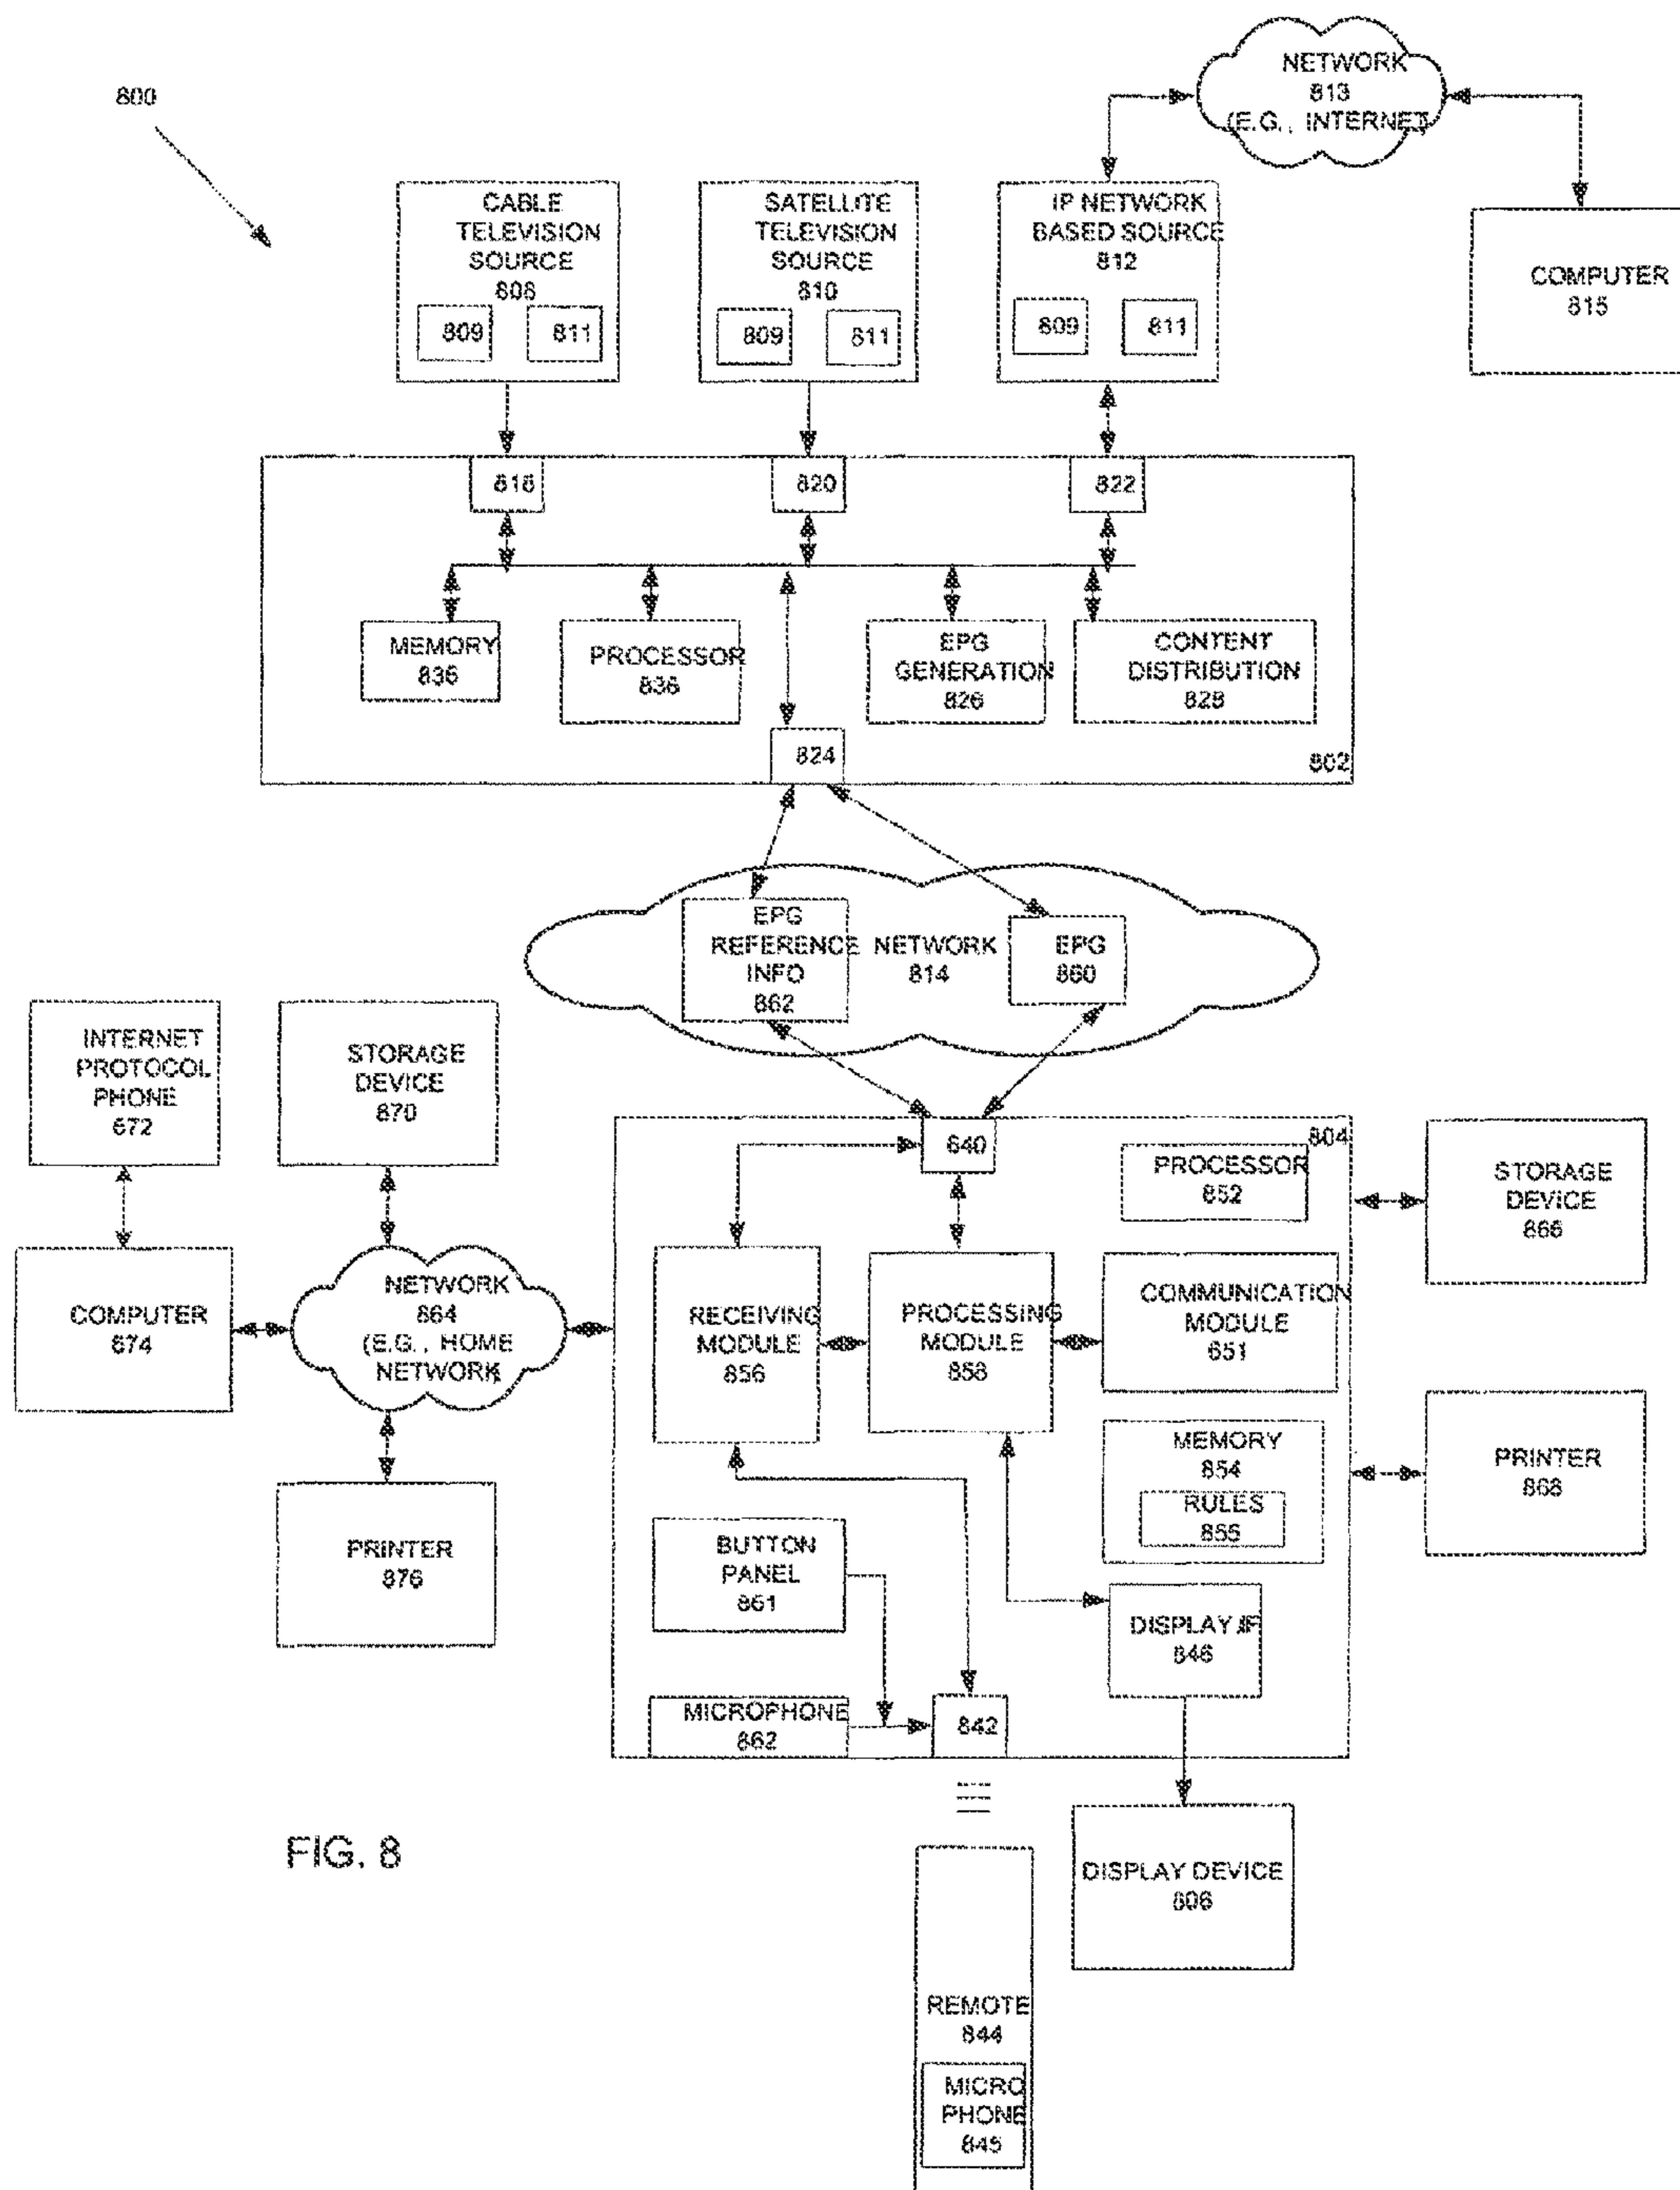 800
NETWORK
813
(E.G., INTERNET)
CABLE
TELEVISION
SOURCE
808
809
811
SATELLITE
TELEVISION
SOURCE
810
809
811
IP NETWORK
BASED SOURCE
812
809
811
COMPUTER
815
818
820
822
MEMORY
836
PROCESSOR
836
EPG
GENERATION
826
CONTENT
DISTRIBUTION
828
824
802
EPG
REFERENCE
INFO
862
NETWORK
814
EPG
860
INTERNET
PROTOCOL
PHONE
872
STORAGE
DEVICE
870
COMPUTER
874
NETWORK
864
(E.G., HOME
NETWORK
PRINTER
876
840
804
PROCESSOR
852
RECEIVING
MODULE
856
PROCESSING
MODULE
858
COMMUNICATION
MODULE
851
MEMORY
854
RULES
855
BUTTON
PANEL
861
DISPLAY I/F
846
MICROPHONE
862
842
STORAGE
DEVICE
866
PRINTER
868
FIG. 8
DISPLAY DEVICE
806
REMOTE
844
MICRO
PHONE
845